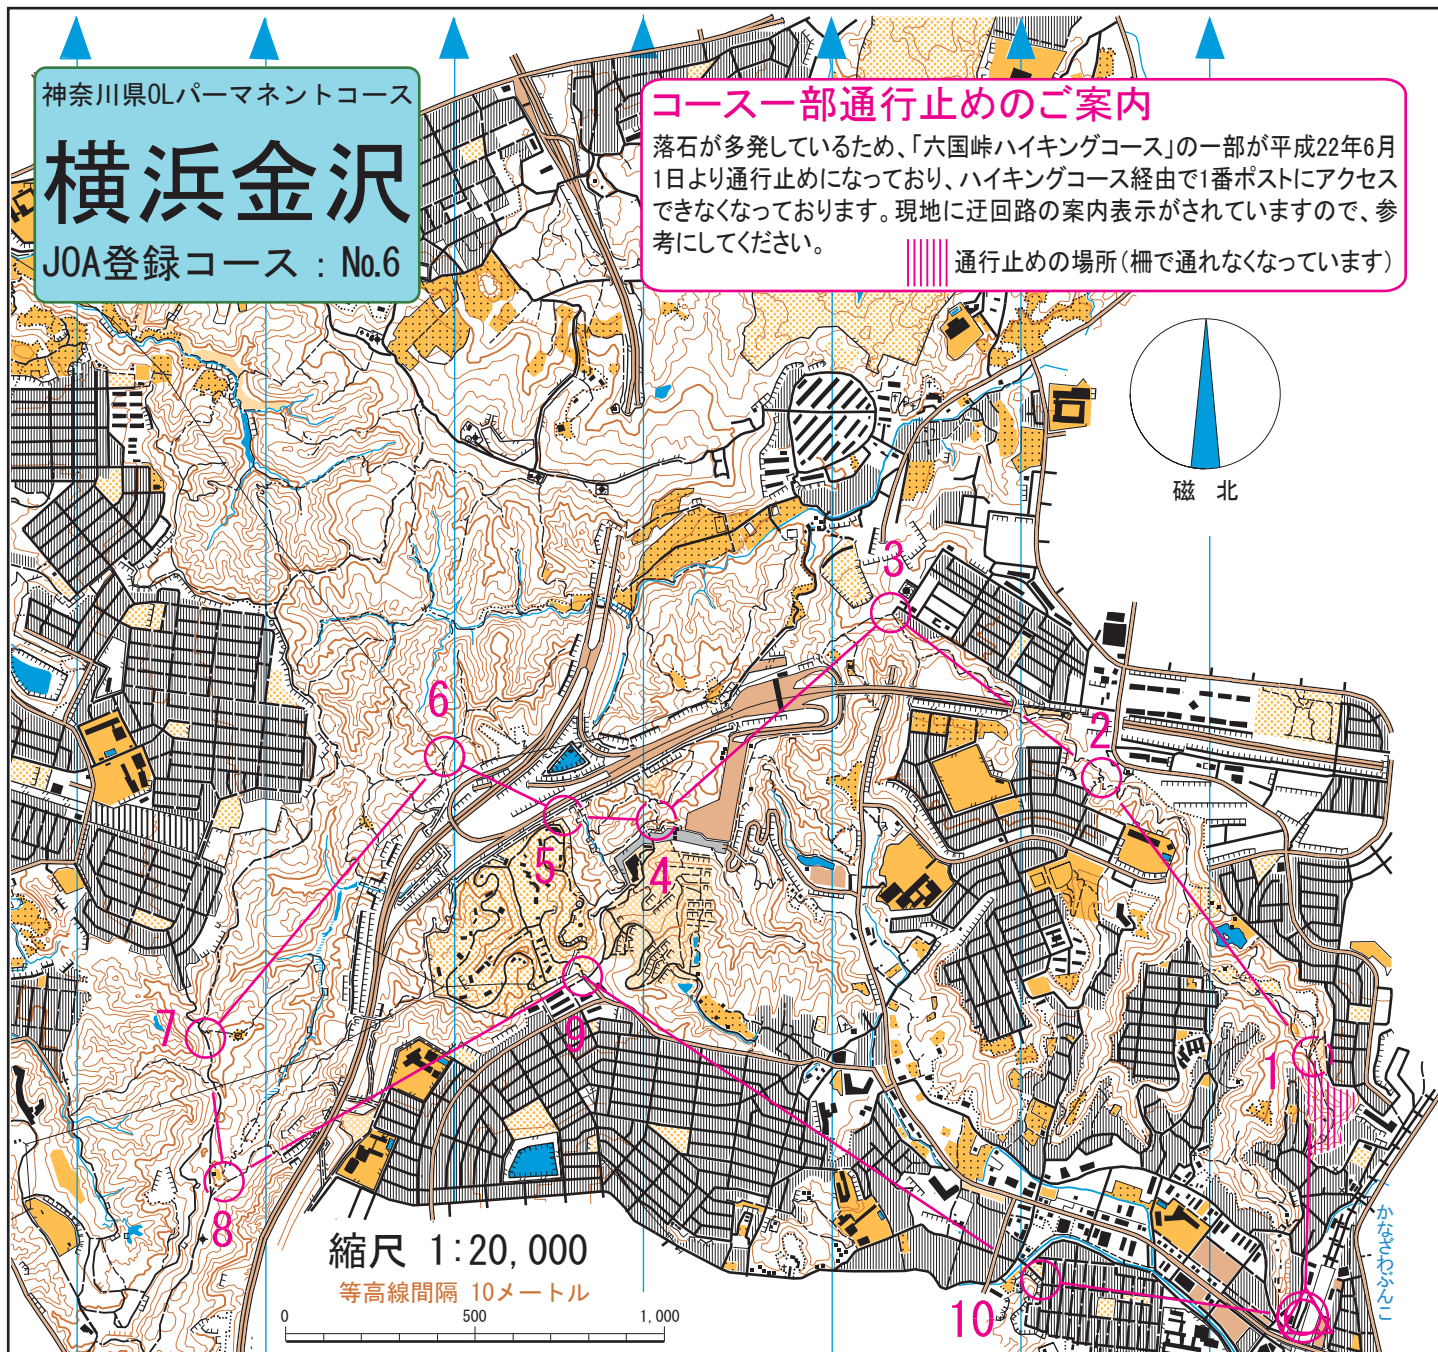 神奈川県OLパーマネントコース
横浜金沢
JOA登録コース：No.6
コース一部通行止めのご案内
落石が多発しているため、「六国峠ハイキングコース」の一部が平成22年6月
1日より通行止めになっており、ハイキングコース経由で1番ポストにアクセス
できなくなっております。現地に迂回路の案内表示がされていますので、参
考にしてください。
通行止めの場所（柵で通れなくなっています）
磁 北
3
6
2
5
4
7
9
1
8
10
かなざわぶんこ
縮尺 1:20,000
等高線間隔 10メートル
0 500 1,000